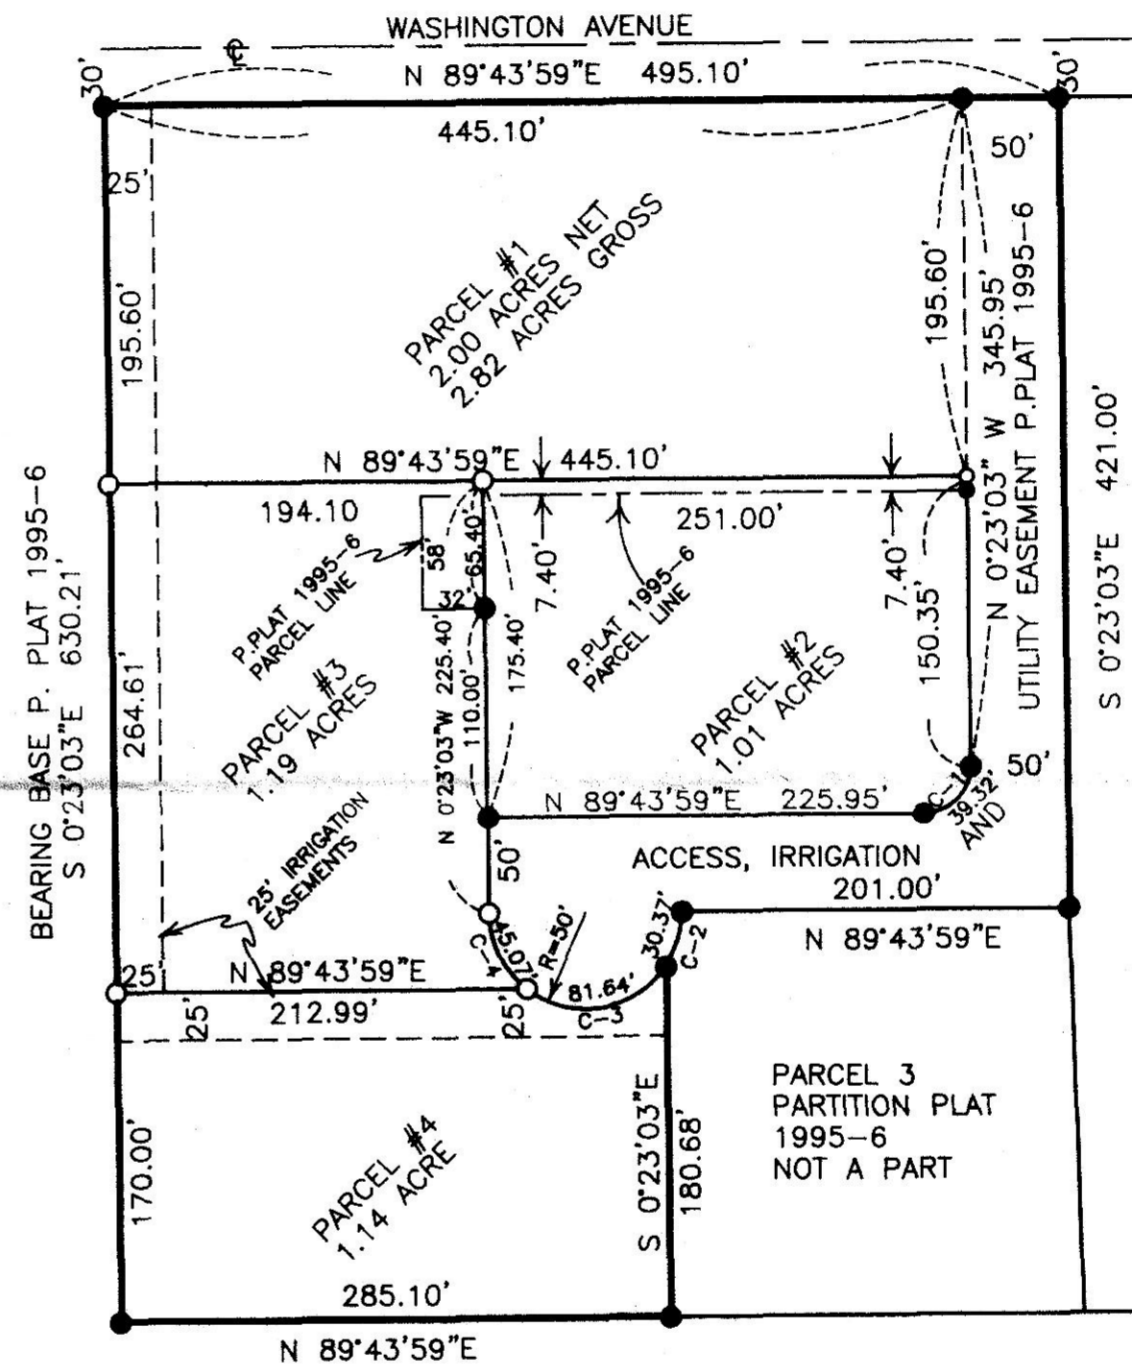 WASHINGTON AVENUE
℄
30'
N 89°43'59"E 495.10'
30'
445.10'
50'
25'
195.60'
PARCEL #1
2.00 ACRES NET
2.82 ACRES GROSS
195.60'
N 0°23'03" W 345.95'
UTILITY EASEMENT P.PLAT 1995-6
S 0°23'03"E 421.00'
N 89°43'59"E 445.10'
194.10
251.00'
BEARING BASE P. PLAT 1995-6
S 0°23'03"E 630.21'
P.PLAT 1995-6
PARCEL LINE
58'
65.40'
32'
7.40'
P.PLAT 1995-6
PARCEL LINE
7.40'
150.35'
264.61'
PARCEL #3
1.19 ACRES
N 0°23'03"W 225.40'
110.00'
175.40'
PARCEL #2
1.01 ACRES
50'
N 89°43'59"E 225.95'
C-1
39.32'
AND
25' IRRIGATION
EASEMENTS
50'
ACCESS, IRRIGATION
201.00'
N 89°43'59"E
45.07'
C-4
R=50'
30.37'
C-2
25'
N 89°43'59"E
212.99'
25'
25'
81.64'
C-3
170.00'
PARCEL #4
1.14 ACRE
S 0°23'03"E
180.68'
PARCEL 3
PARTITION PLAT
1995-6
NOT A PART
285.10'
N 89°43'59"E